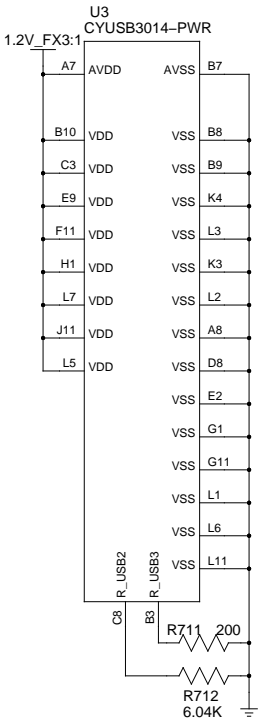 U3
CYUSB3014–PWR
1.2V_FX3:1
A7 AVDD AVSS B7
B10 VDD VSS B8
C3 VDD VSS B9
E9 VDD VSS K4
F11 VDD VSS L3
H1 VDD VSS K3
L7 VDD VSS L2
J11 VDD VSS A8
L5 VDD VSS D8
VSS E2
VSS G1
VSS G11
VSS L1
VSS L6
VSS L11
R_USB2
R_USB3
C8
B3
R711 200
R712
6.04K